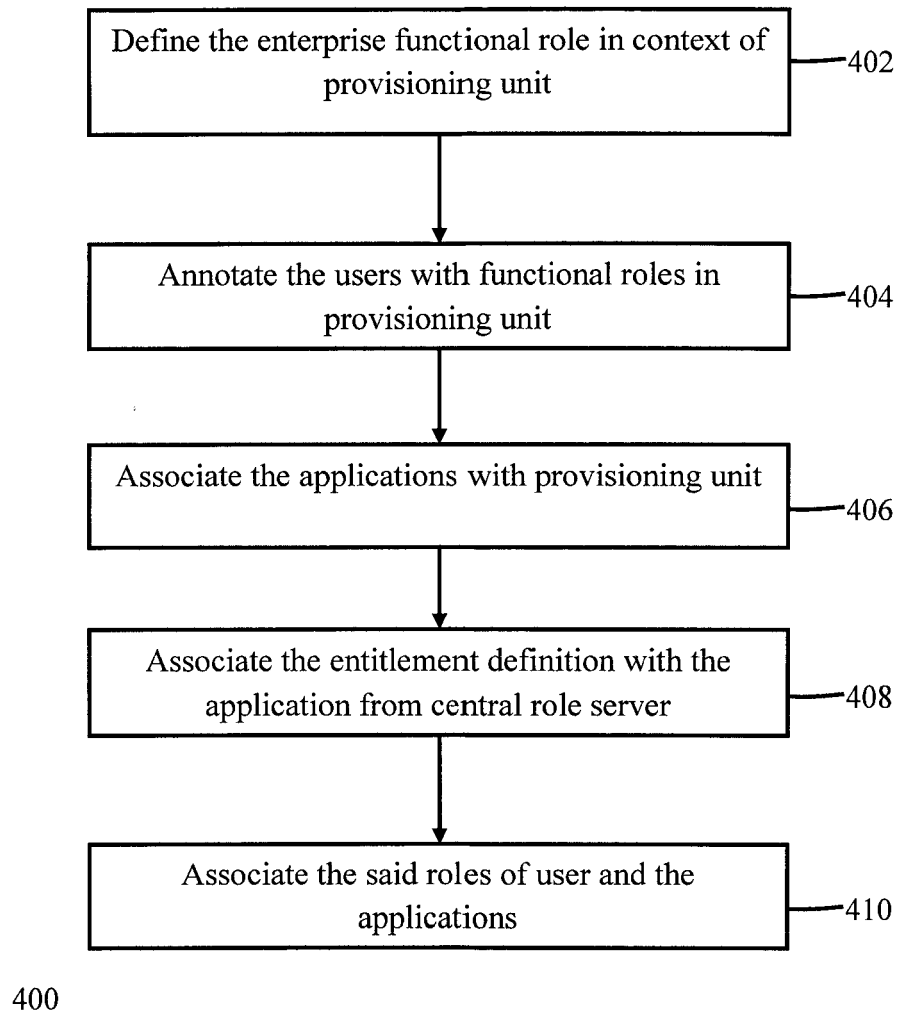 Define the enterprise functional role in context of
provisioning unit
402
Annotate the users with functional roles in
provisioning unit
404
Associate the applications with provisioning unit
406
Associate the entitlement definition with the
application from central role server
408
Associate the said roles of user and the
applications
410
400